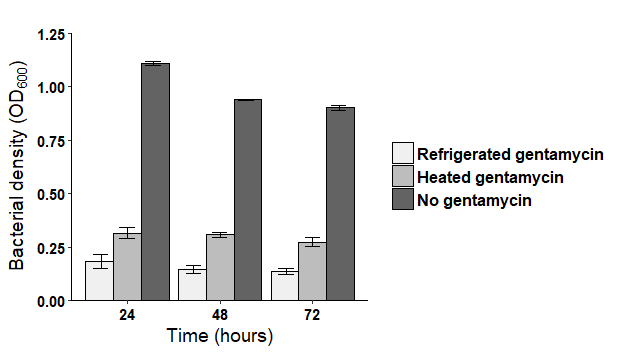 1.25
1.00
0.75
0.50
0.25
0.00
Bacterial density (OD600)
24 48 72
Time (hours)
Refrigerated gentamycin
Heated gentamycin
No gentamycin